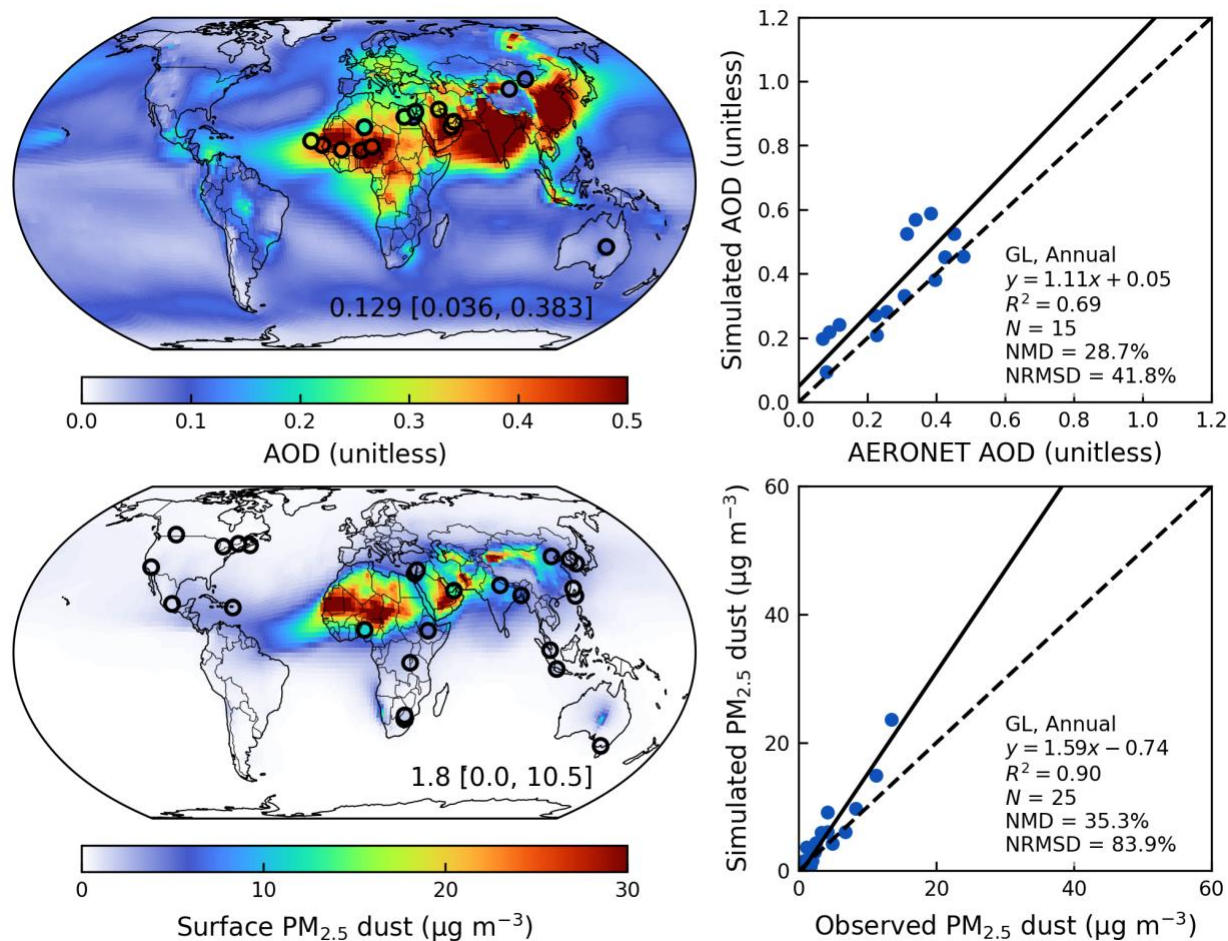 0.129 [0.036, 0.383]
0.0 0.1 0.2 0.3 0.4 0.5
AOD (unitless)
1.2
1.0
0.8
0.6
0.4
0.2
0.0
Simulated AOD (unitless)
GL, Annual
y = 1.11x + 0.05
R² = 0.69
N = 15
NMD = 28.7%
NRMSD = 41.8%
0.0 0.2 0.4 0.6 0.8 1.0 1.2
AERONET AOD (unitless)
1.8 [0.0, 10.5]
0 10 20 30
Surface PM₂.₅ dust (μg m⁻³)
60
40
20
0
Simulated PM₂.₅ dust (μg m⁻³)
GL, Annual
y = 1.59x − 0.74
R² = 0.90
N = 25
NMD = 35.3%
NRMSD = 83.9%
0 20 40 60
Observed PM₂.₅ dust (μg m⁻³)